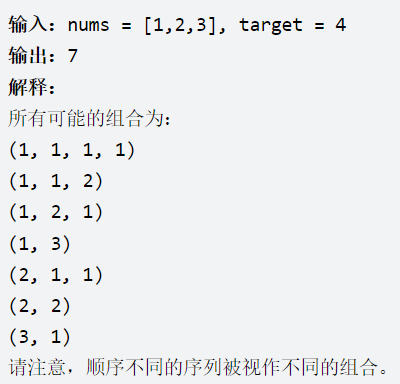 输入：nums = [1,2,3], target = 4
输出：7
解释：
所有可能的组合为：
(1, 1, 1, 1)
(1, 1, 2)
(1, 2, 1)
(1, 3)
(2, 1, 1)
(2, 2)
(3, 1)
请注意，顺序不同的序列被视作不同的组合。